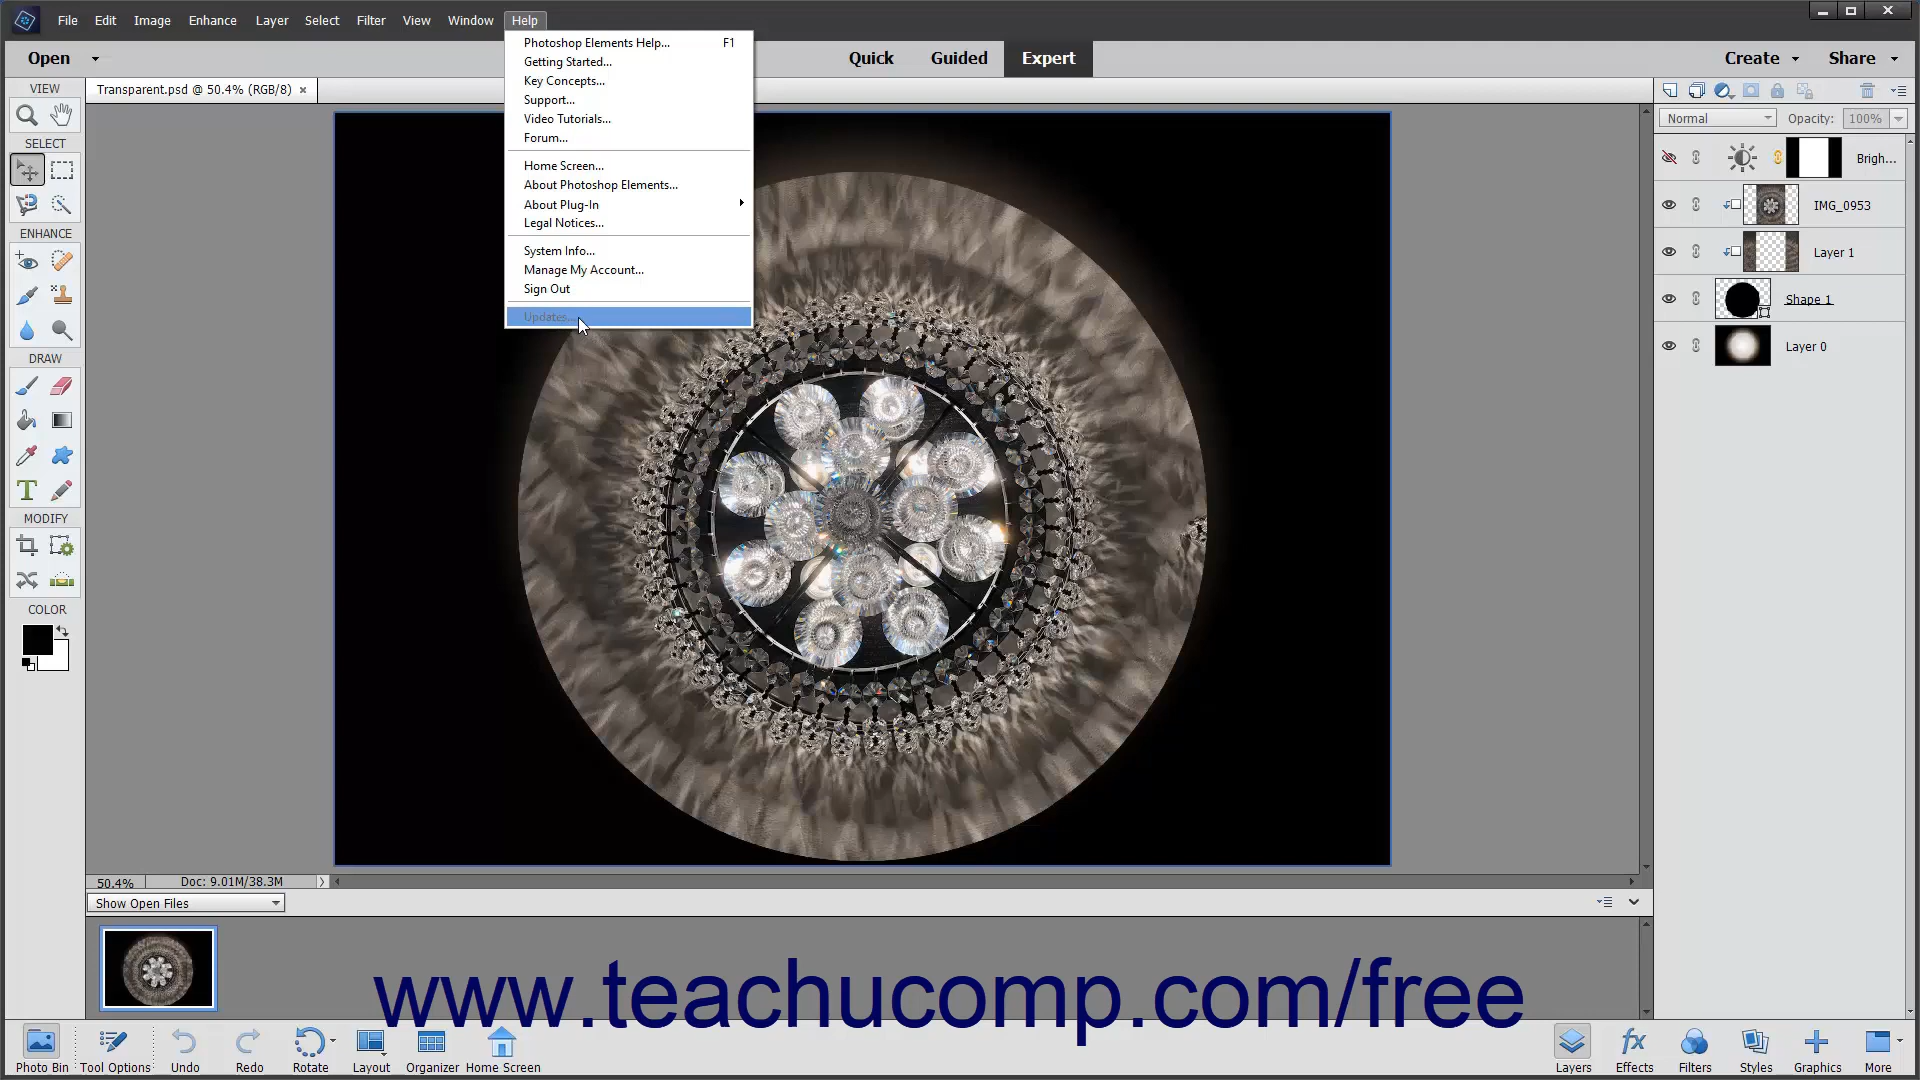 File Edit Image Enhance Layer Select Filter View Window Help
Open
Quick Guided Expert
Create Share
Photoshop Elements Help... F1
Getting Started...
Key Concepts...
Support...
Video Tutorials...
Forum...
Home Screen...
About Photoshop Elements...
About Plug-In
Legal Notices...
System Info...
Manage My Account...
Sign Out
Updates...
Transparent.psd @ 50.4% (RGB/8) ×
VIEW
SELECT
ENHANCE
DRAW
T
MODIFY
COLOR
Normal Opacity: 100%
Brigh...
IMG_0953
Layer 1
Shape 1
Layer 0
50.4% Doc: 9.01M/38.3M
Show Open Files
www.teachucomp.com/free
Photo Bin Tool Options Undo Redo Rotate Layout Organizer Home Screen
fx
Layers Effects Filters Styles Graphics More